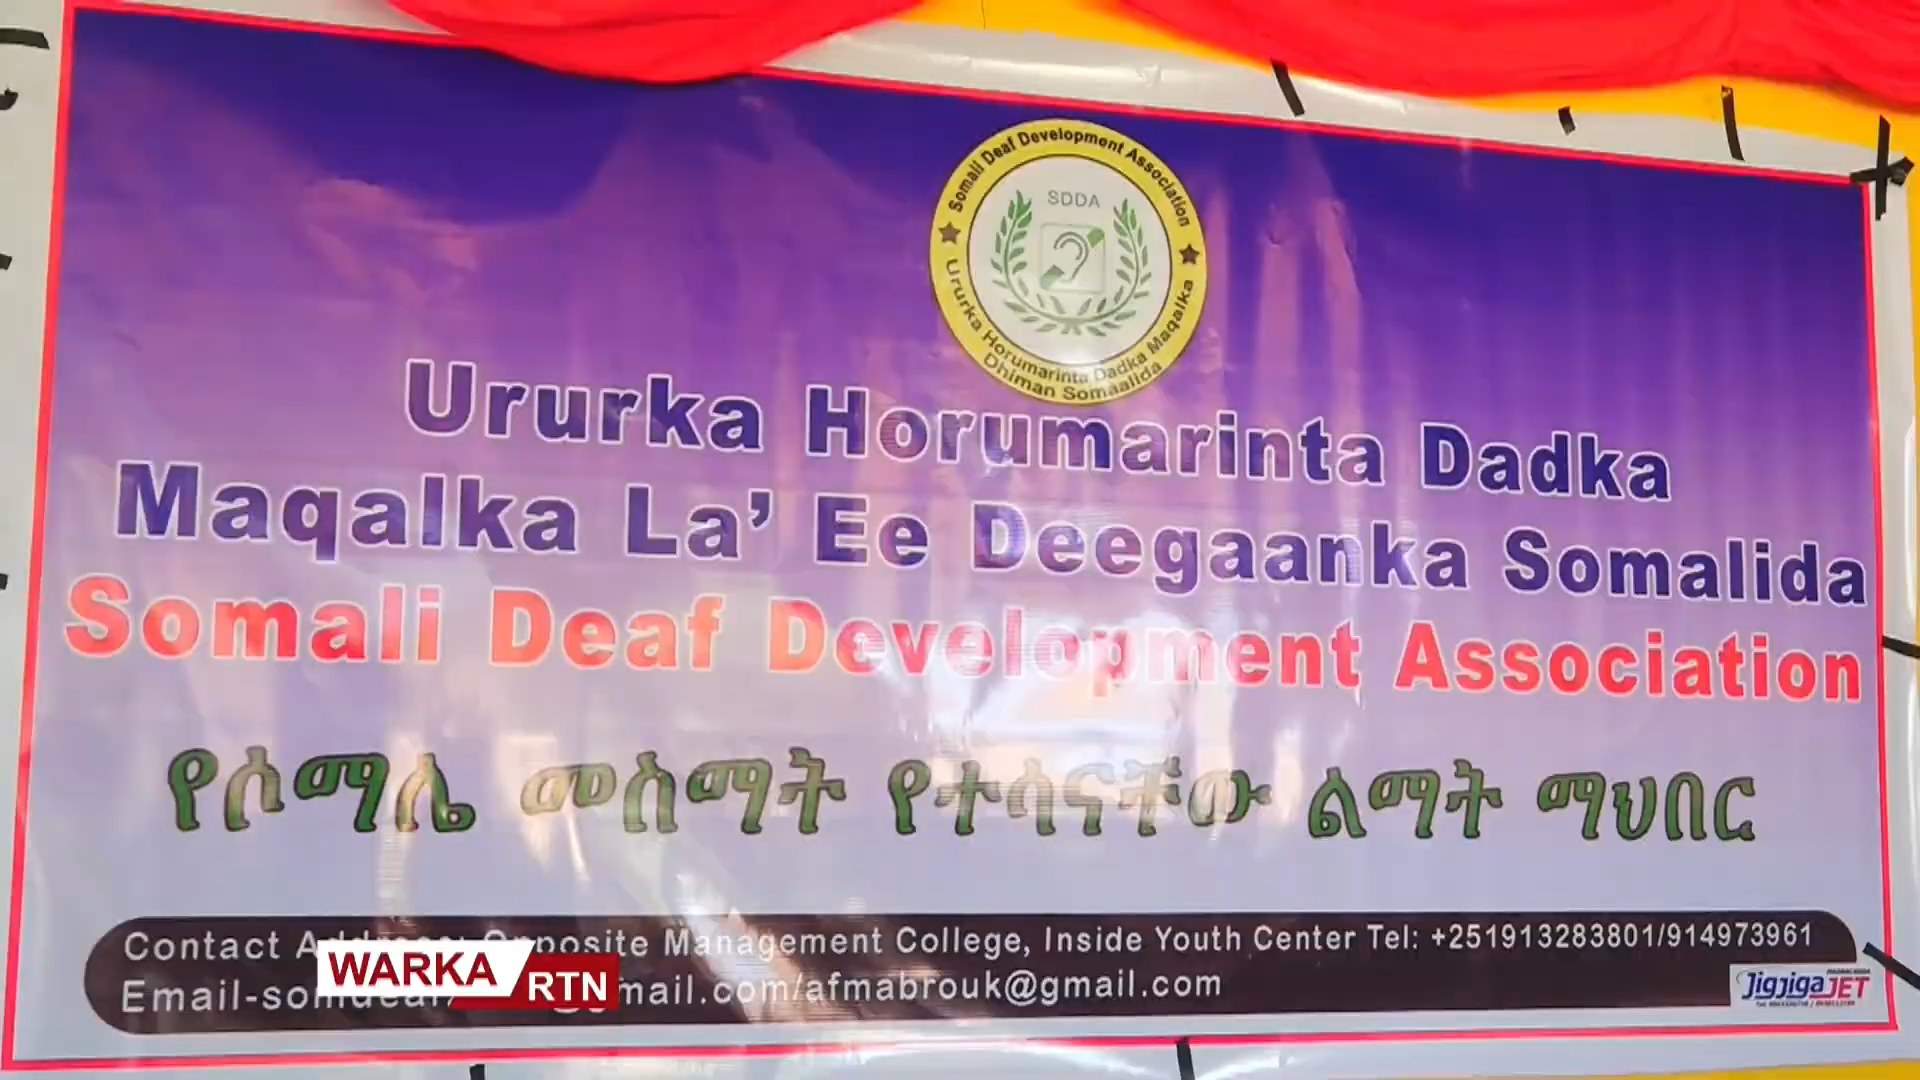 Somali Deaf Development Association
SDDA
Ururka Horumarinta Dadka Maqalka
Dhiman Somaalida
Ururka Horumarinta Dadka
Maqalka La’ Ee Deegaanka Somalida
Somali Deaf Development Association
የሶማሌ መስማት የተሳናቸው ልማት ማህበር
Contact Address: Opposite Management College, Inside Youth Center Tel: +251913283801/914973961
mail.com/afmabrouk@gmail.com
WARKA RTN
JigjigaJET